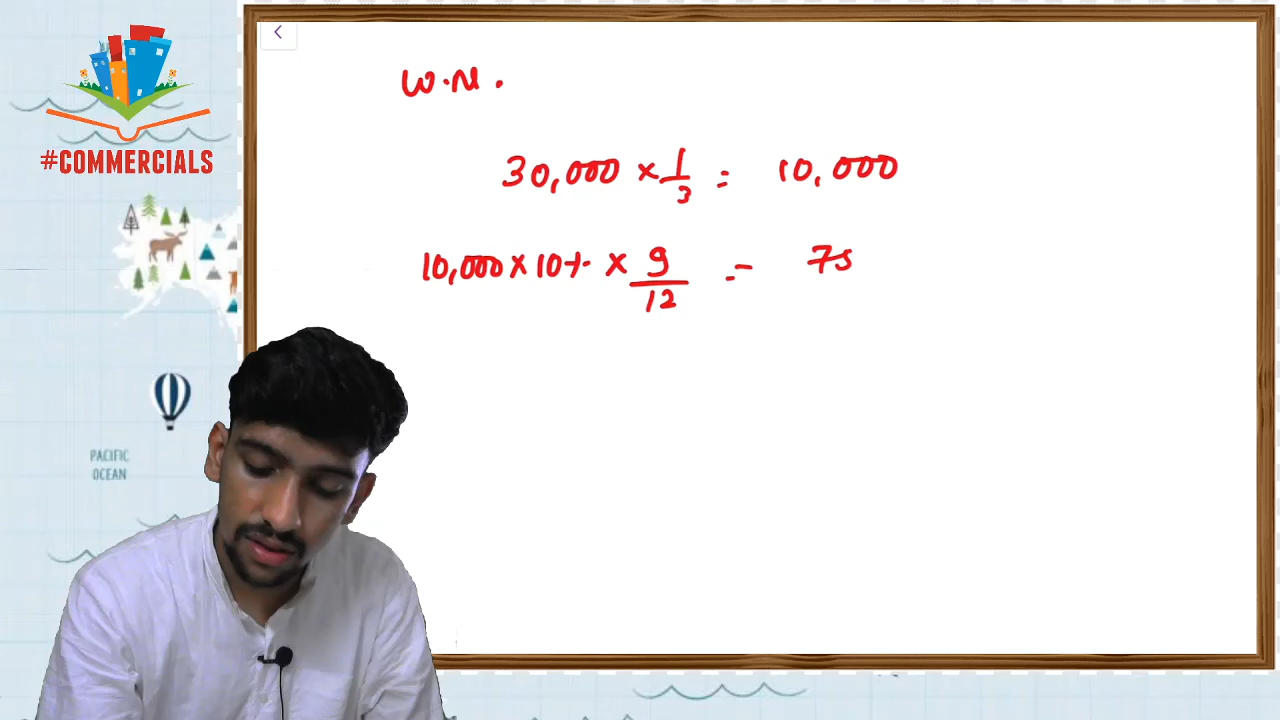 #COMMERCIALS
W.N.
30,000 × 1/3 = 10,000
10,000 × 10% × 9/12 = 75
PACIFIC
OCEAN